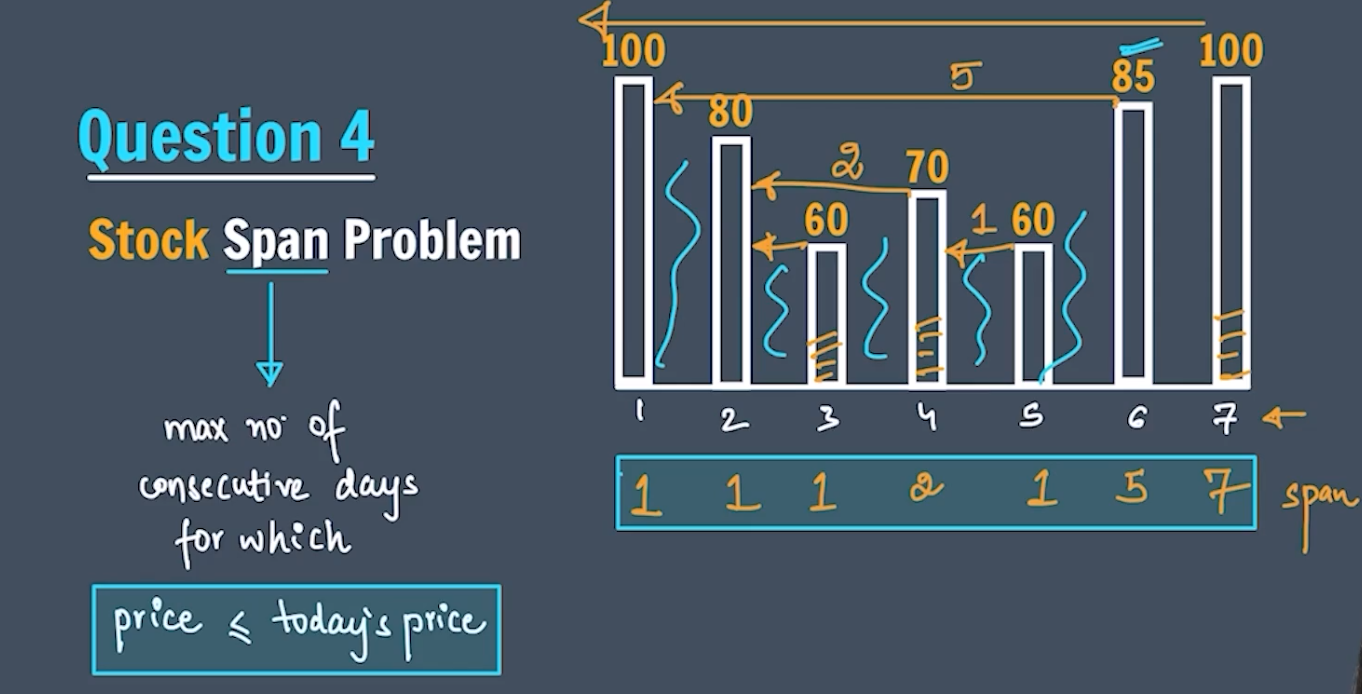 Question 4
Stock Span Problem
max no. of
consecutive days
for which
price ≤ today's price
100
100
5
85
80
2
70
60
1
60
1 2 3 4 5 6 7
1 1 1 2 1 5 7 span